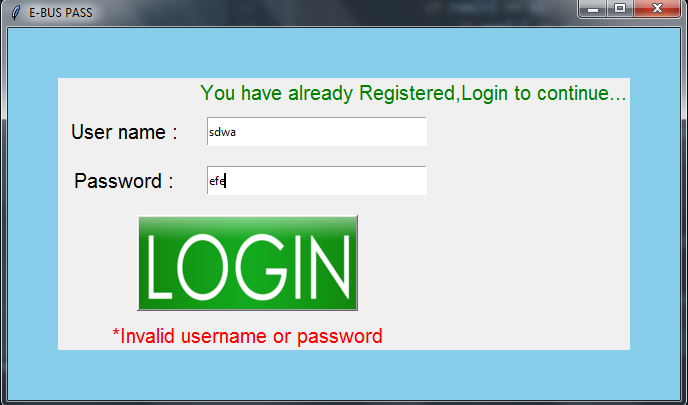 E-BUS PASS
You have already Registered,Login to continue...
User name : sdwa
Password : efe
LOGIN
*Invalid username or password